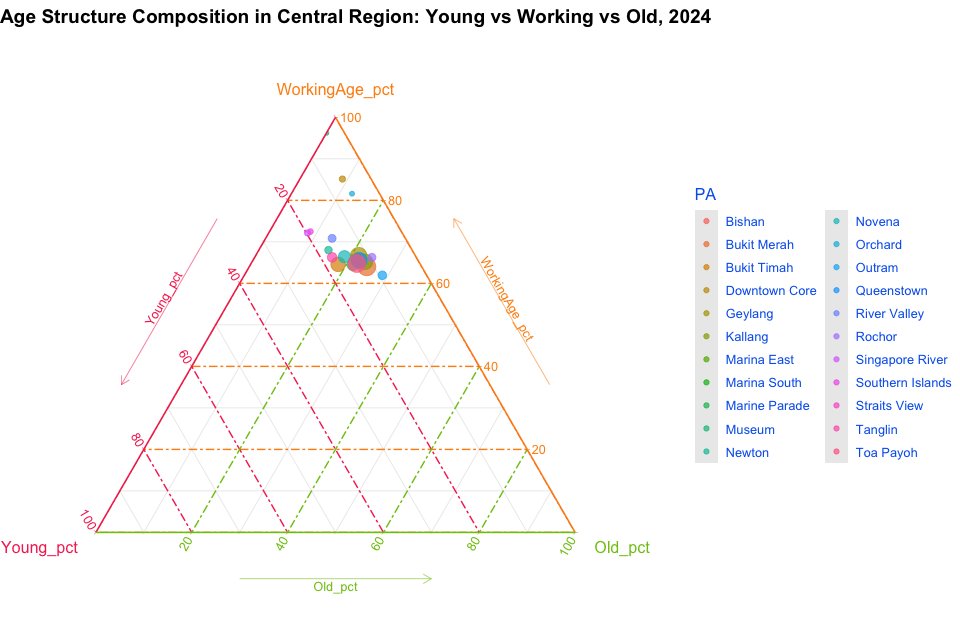 Age Structure Composition in Central Region: Young vs Working vs Old, 2024
WorkingAge_pct
100
20
80
40
60
60
40
80
20
100
Young_pct
WorkingAge_pct
Young_pct
Old_pct
20
40
60
80
100
Old_pct
PA
Bishan
Bukit Merah
Bukit Timah
Downtown Core
Geylang
Kallang
Marina East
Marina South
Marine Parade
Museum
Newton
Novena
Orchard
Outram
Queenstown
River Valley
Rochor
Singapore River
Southern Islands
Straits View
Tanglin
Toa Payoh